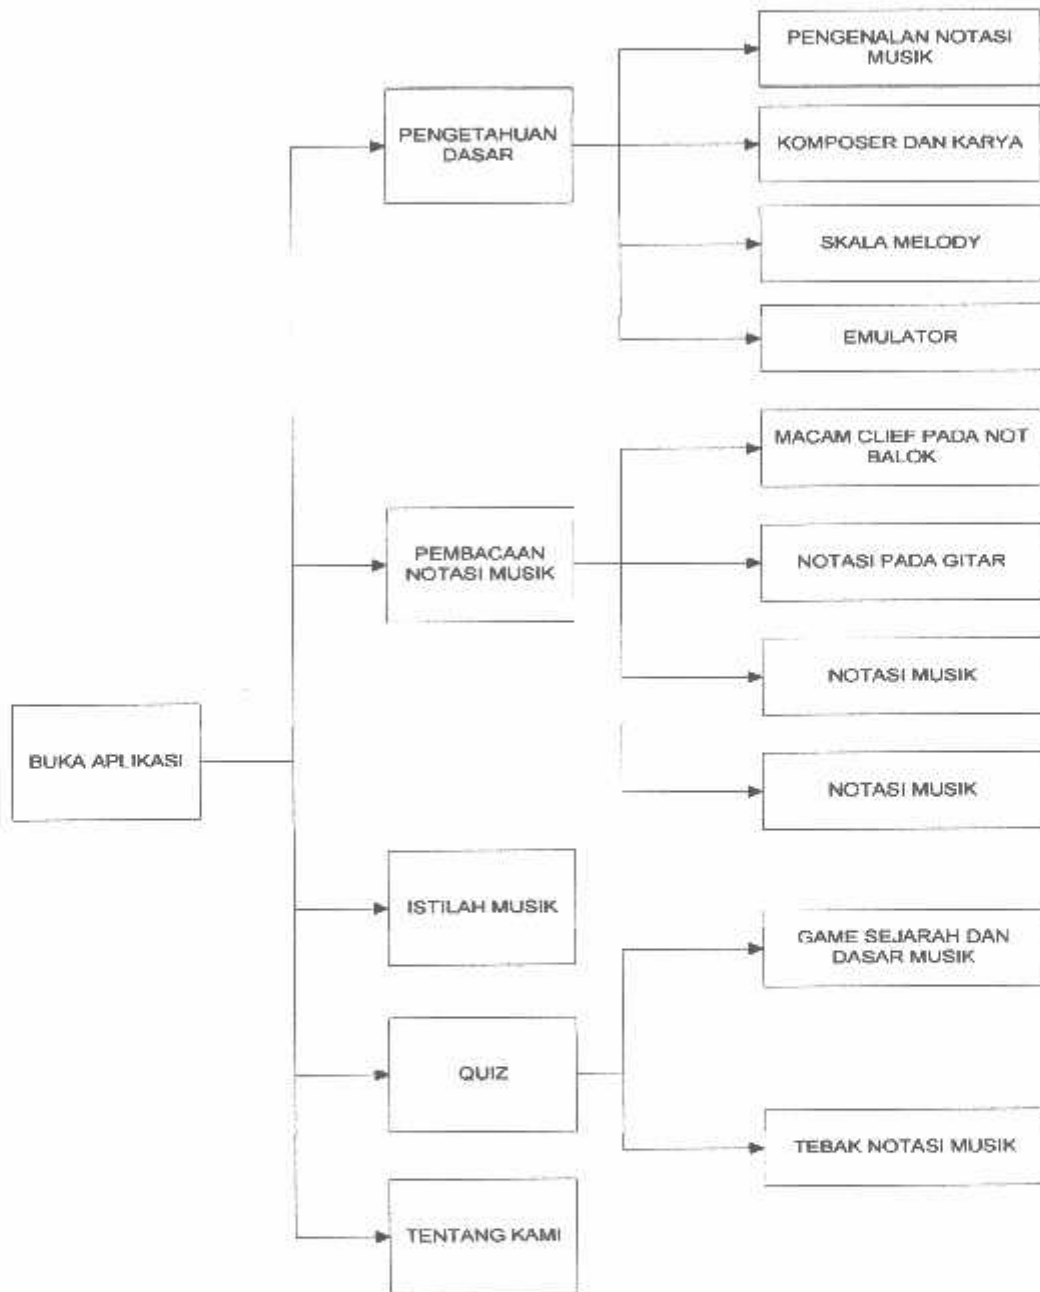 PENGENALAN NOTASI
MUSIK
PENGETAHUAN
DASAR
KOMPOSER DAN KARYA
SKALA MELODY
EMULATOR
MACAM CLIEF PADA NOT
BALOK
PEMBACAAN
NOTASI MUSIK
NOTASI PADA GITAR
NOTASI MUSIK
BUKA APLIKASI
NOTASI MUSIK
ISTILAH MUSIK
GAME SEJARAH DAN
DASAR MUSIK
QUIZ
TEBAK NOTASI MUSIK
TENTANG KAMI